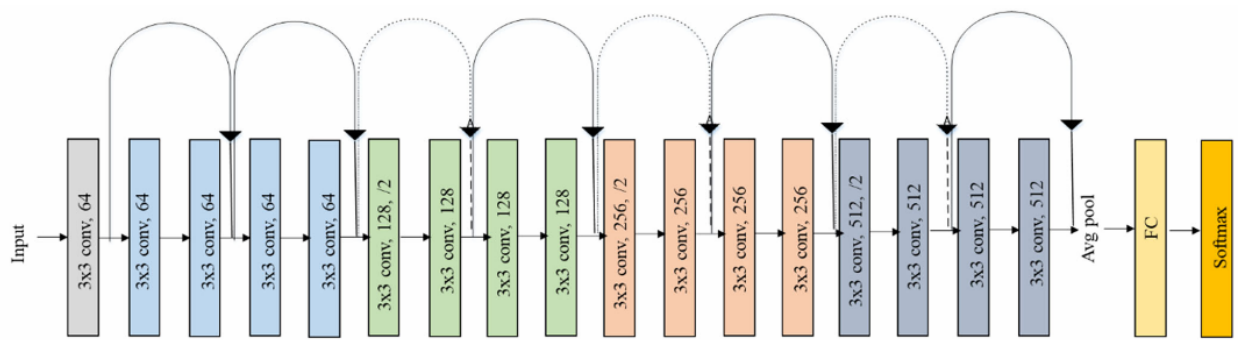 Input
3x3 conv, 64
3x3 conv, 64
3x3 conv, 64
3x3 conv, 64
3x3 conv, 64
3x3 conv, 128, /2
3x3 conv, 128
3x3 conv, 128
3x3 conv, 128
3x3 conv, 256, /2
3x3 conv, 256
3x3 conv, 256
3x3 conv, 256
3x3 conv, 512, /2
3x3 conv, 512
3x3 conv, 512
3x3 conv, 512
Avg pool
FC
Softmax